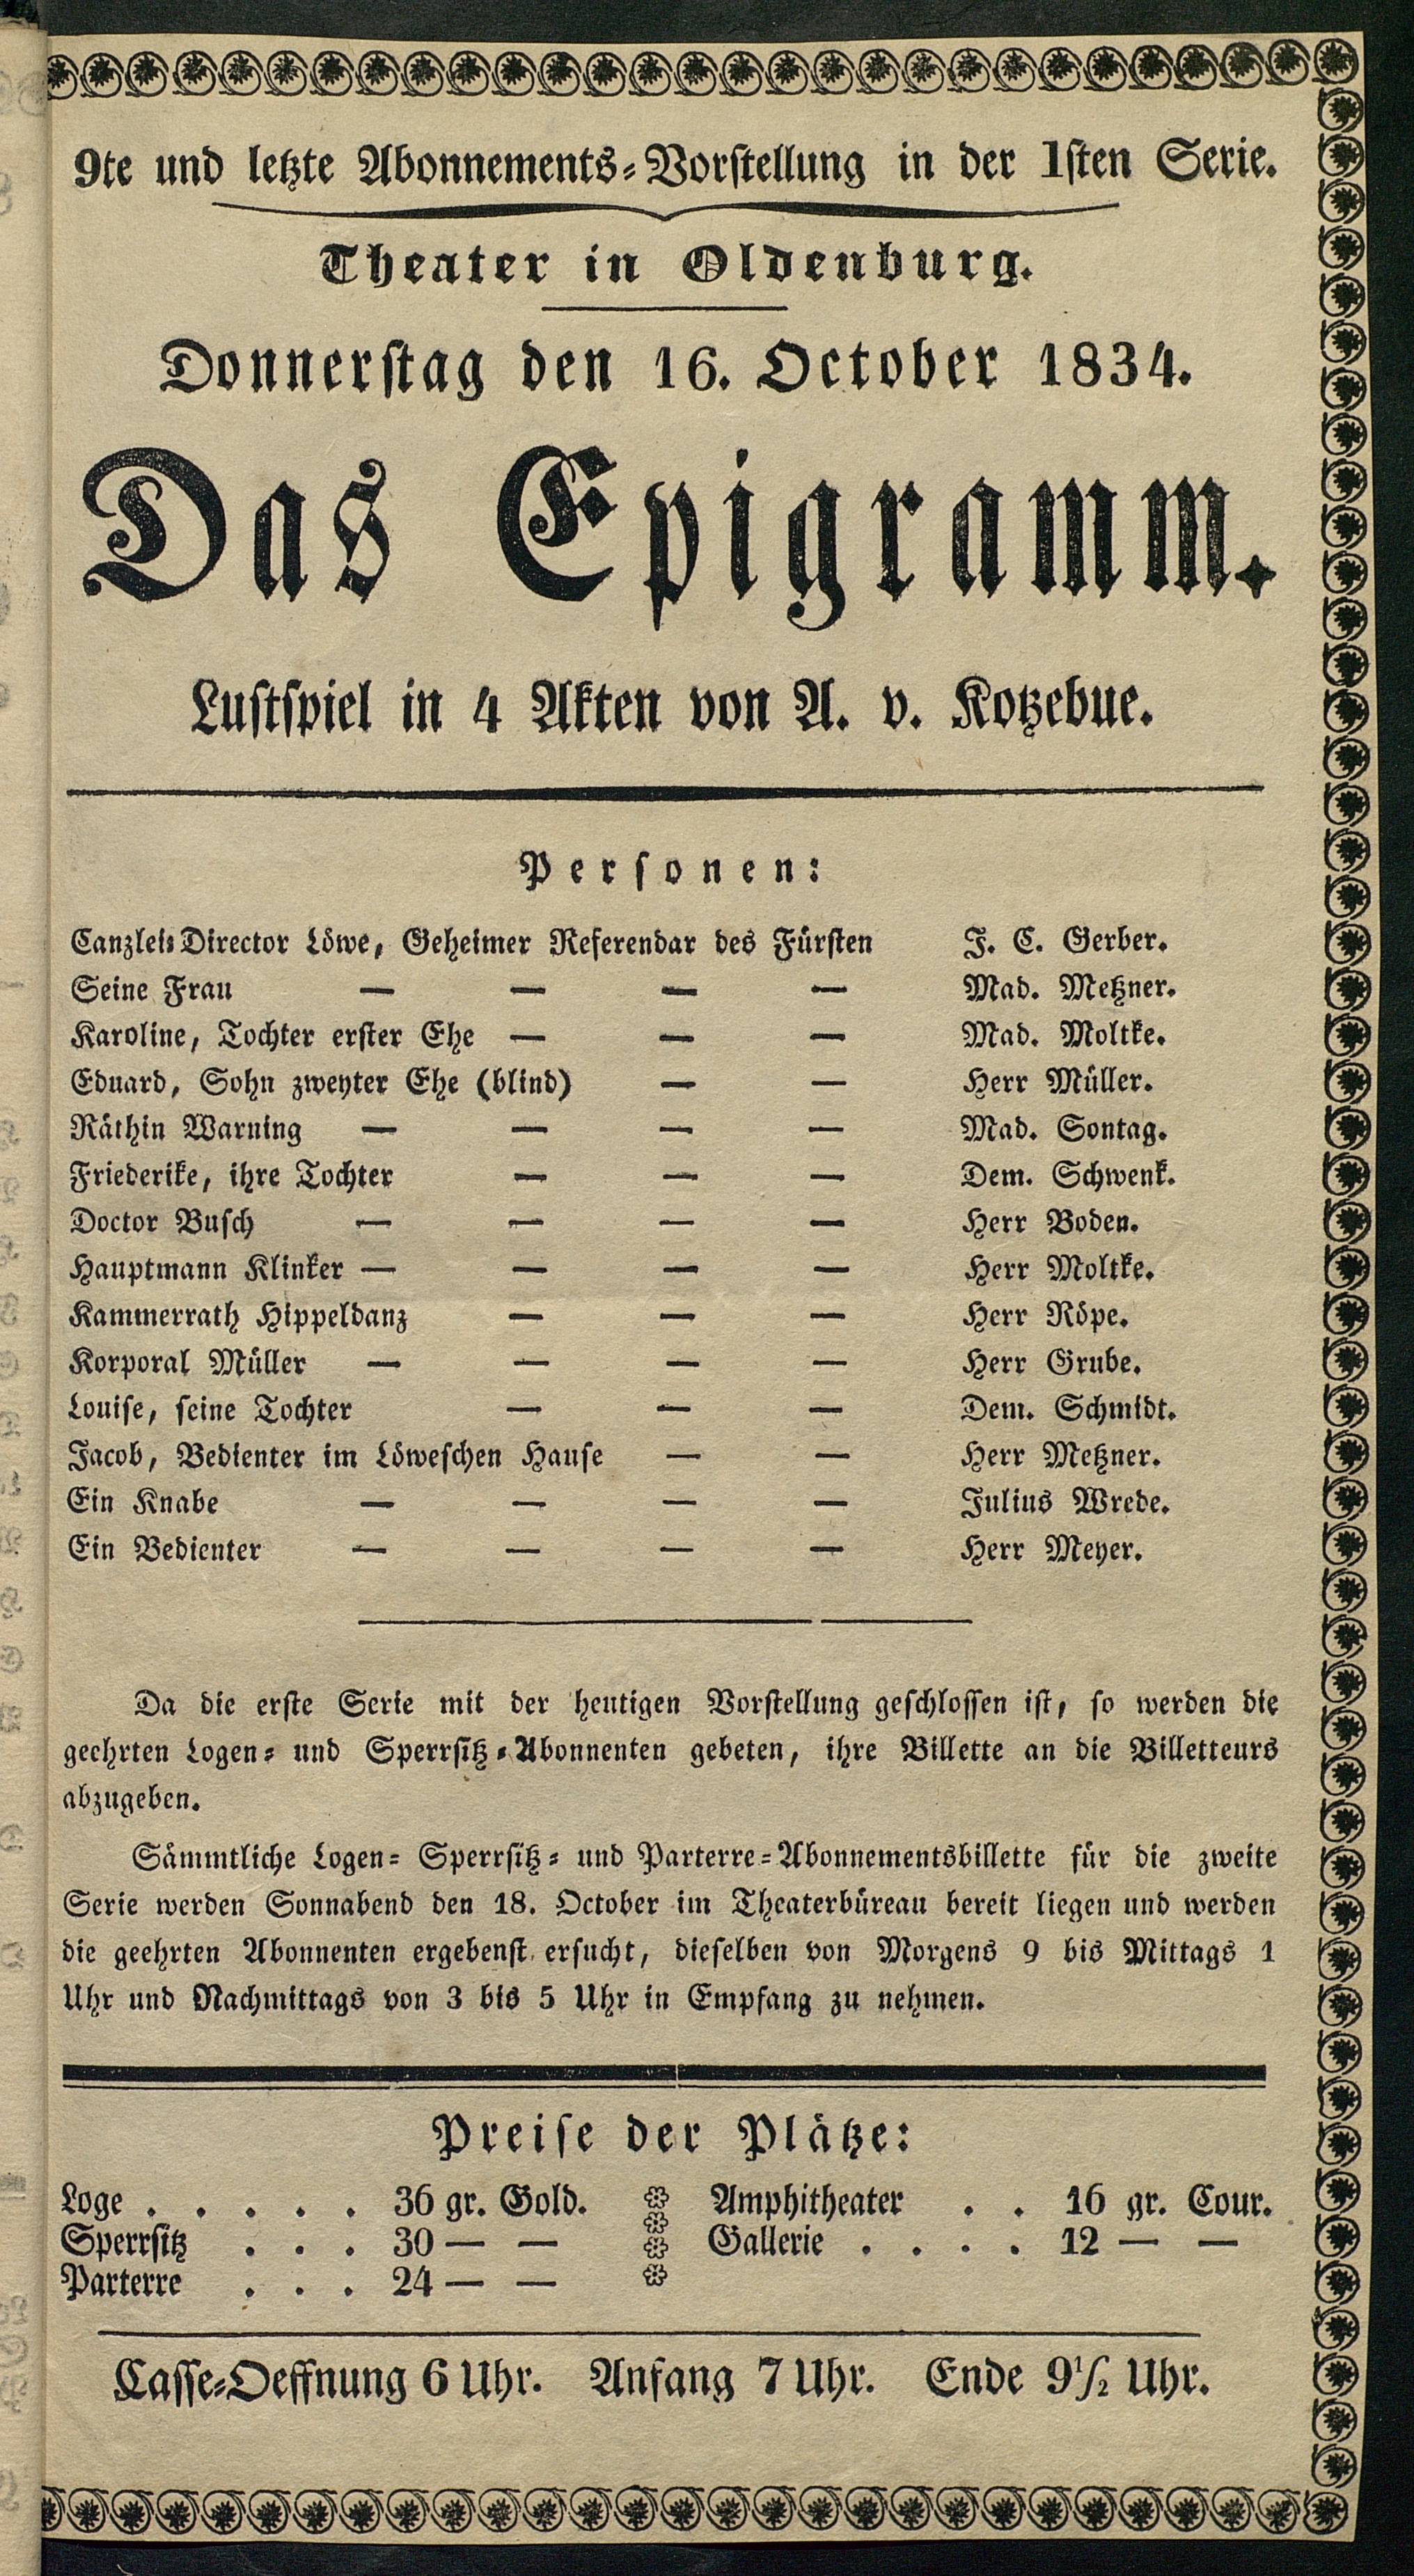 9te und letzte Abonnements-Vorstellung in der 1sten Serie.
Theater in Oldenburg.
Donnerstag den 16. October 1834.
Das Epigramm.
Lustspiel in 4 Akten von A. v. Kotzebue.
Personen:
Canzlei-Director Löwe, Geheimer Referendar des Fürsten J. C. Gerber.
Seine Frau — — — — Mad. Metzner.
Karoline, Tochter erster Ehe — — — Mad. Moltke.
Eduard, Sohn zweyter Ehe (blind) — — Herr Müller.
Räthin Warning — — — — Mad. Sontag.
Friederike, ihre Tochter — — — Dem. Schwenk.
Doctor Busch — — — — Herr Boden.
Hauptmann Klinker — — — — Herr Moltke.
Kammerrath Hippeldanz — — — Herr Röpe.
Korporal Müller — — — — Herr Grube.
Louise, seine Tochter — — — Dem. Schmidt.
Jacob, Bedienter im Löweschen Hause — — Herr Metzner.
Ein Knabe — — — — Julius Wrede.
Ein Bedienter — — — — Herr Meyer.
Da die erste Serie mit der heutigen Vorstellung geschlossen ist, so werden die
geehrten Logen- und Sperrsitz-Abonnenten gebeten, ihre Billette an die Billetteurs
abzugeben.
Sämmtliche Logen- Sperrsitz- und Parterre-Abonnementsbillette für die zweite
Serie werden Sonnabend den 18. October im Theaterbüreau bereit liegen und werden
die geehrten Abonnenten ergebenst ersucht, dieselben von Morgens 9 bis Mittags 1
Uhr und Nachmittags von 3 bis 5 Uhr in Empfang zu nehmen.
Preise der Plätze:
Loge . . . . . 36 gr. Gold. Amphitheater . . 16 gr. Cour.
Sperrsitz . . . 30 — — Gallerie . . . . 12 — —
Parterre . . . 24 — —
Casse-Oeffnung 6 Uhr. Anfang 7 Uhr. Ende 9½ Uhr.